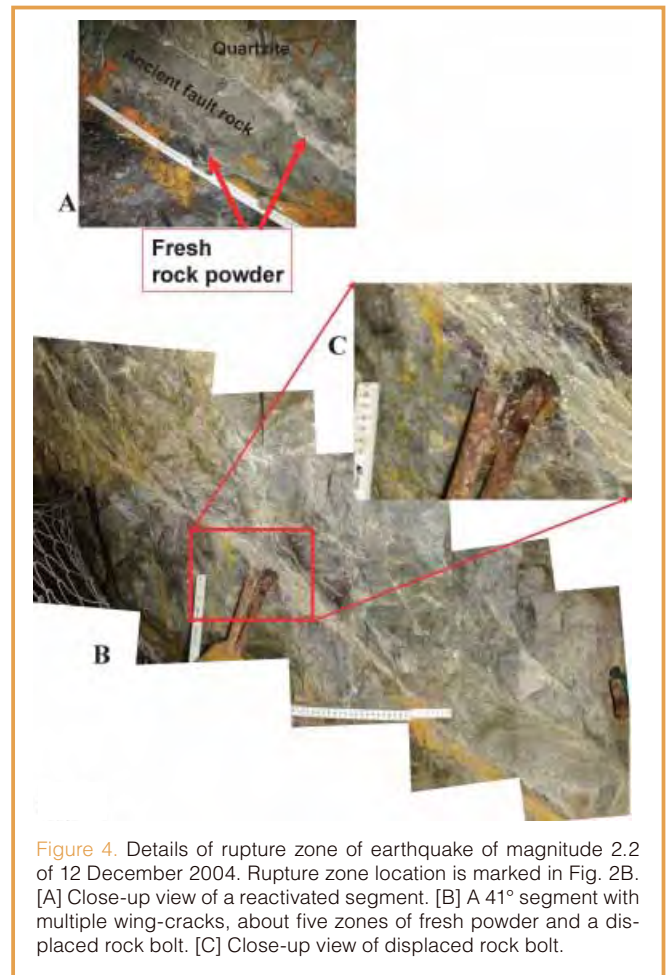 Quartzite
Ancient fault rock
A
Fresh
rock powder
C
B
Figure 4. Details of rupture zone of earthquake of magnitude 2.2
of 12 December 2004. Rupture zone location is marked in Fig. 2B.
[A] Close-up view of a reactivated segment. [B] A 41° segment with
multiple wing-cracks, about five zones of fresh powder and a dis-
placed rock bolt. [C] Close-up view of displaced rock bolt.